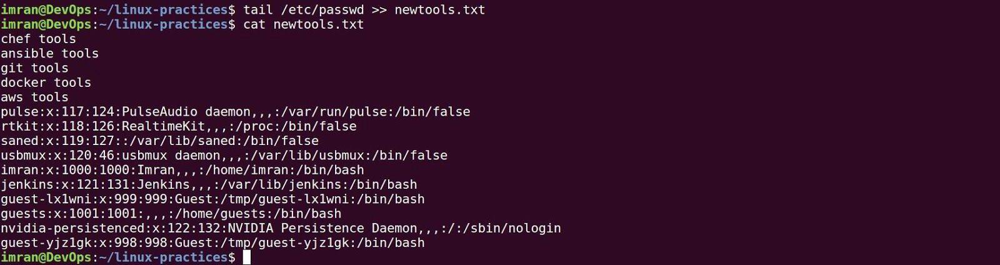 imran@DevOps:~/linux-practices$ tail /etc/passwd >> newtools.txt
imran@DevOps:~/linux-practices$ cat newtools.txt
chef tools
ansible tools
git tools
docker tools
aws tools
pulse:x:117:124:PulseAudio daemon,,,:/var/run/pulse:/bin/false
rtkit:x:118:126:RealtimeKit,,,:/proc:/bin/false
saned:x:119:127::/var/lib/saned:/bin/false
usbmux:x:120:46:usbmux daemon,,,:/var/lib/usbmux:/bin/false
imran:x:1000:1000:Imran,,,:/home/imran:/bin/bash
jenkins:x:121:131:Jenkins,,,:/var/lib/jenkins:/bin/bash
guest-lx1wni:x:999:999:Guest:/tmp/guest-lx1wni:/bin/bash
guests:x:1001:1001:,,,:/home/guests:/bin/bash
nvidia-persistenced:x:122:132:NVIDIA Persistence Daemon,,,:/:/sbin/nologin
guest-yjz1gk:x:998:998:Guest:/tmp/guest-yjz1gk:/bin/bash
imran@DevOps:~/linux-practices$